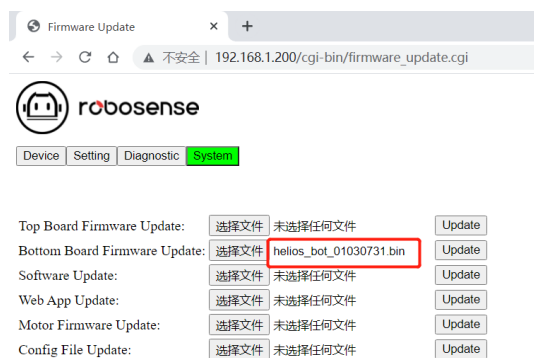 Firmware Update × +
不安全 | 192.168.1.200/cgi-bin/firmware_update.cgi
robosense
Device Setting Diagnostic System
Top Board Firmware Update: 选择文件 未选择任何文件 Update
Bottom Board Firmware Update: 选择文件 helios_bot_01030731.bin Update
Software Update: 选择文件 未选择任何文件 Update
Web App Update: 选择文件 未选择任何文件 Update
Motor Firmware Update: 选择文件 未选择任何文件 Update
Config File Update: 选择文件 未选择任何文件 Update